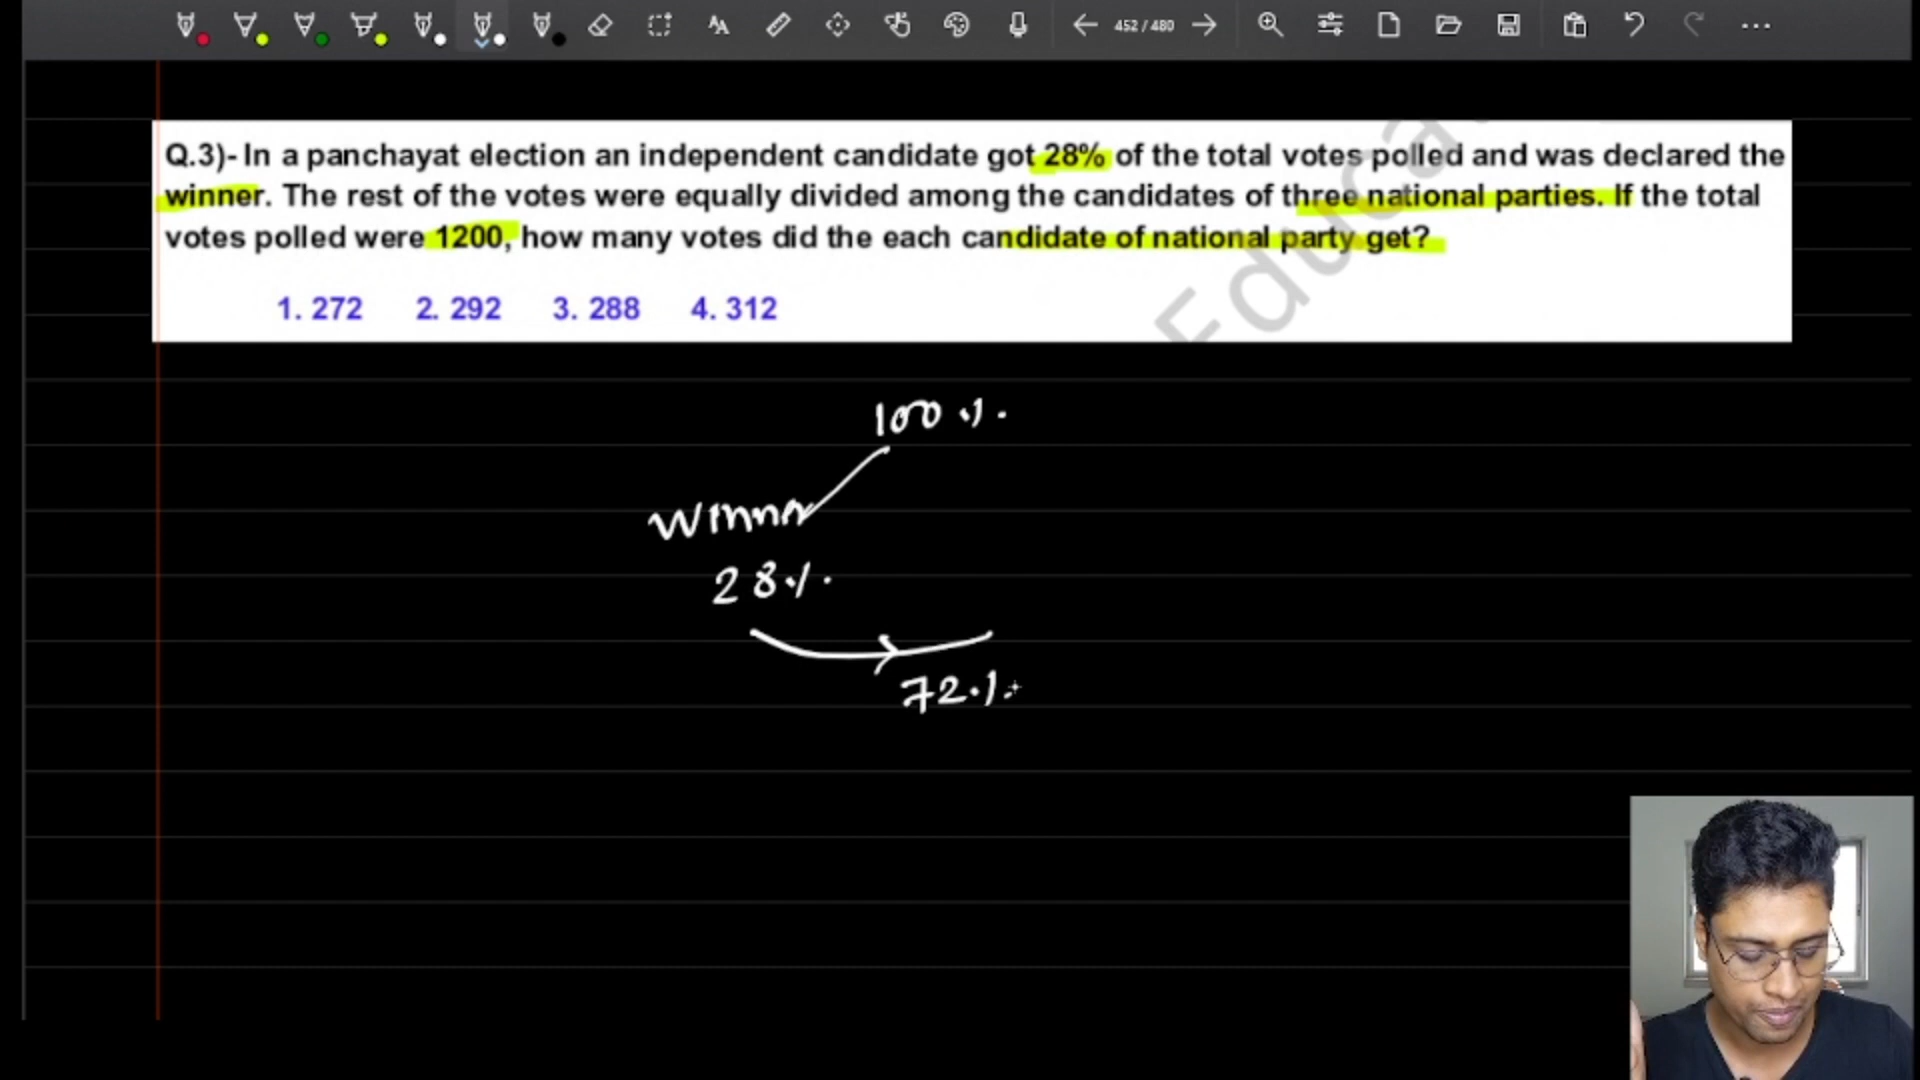 452 / 480
Q.3)- In a panchayat election an independent candidate got 28% of the total votes polled and was declared the
winner. The rest of the votes were equally divided among the candidates of three national parties. If the total
votes polled were 1200, how many votes did the each candidate of national party get?
Educa
1. 272 2. 292 3. 288 4. 312
100%
Winner
28%
72%